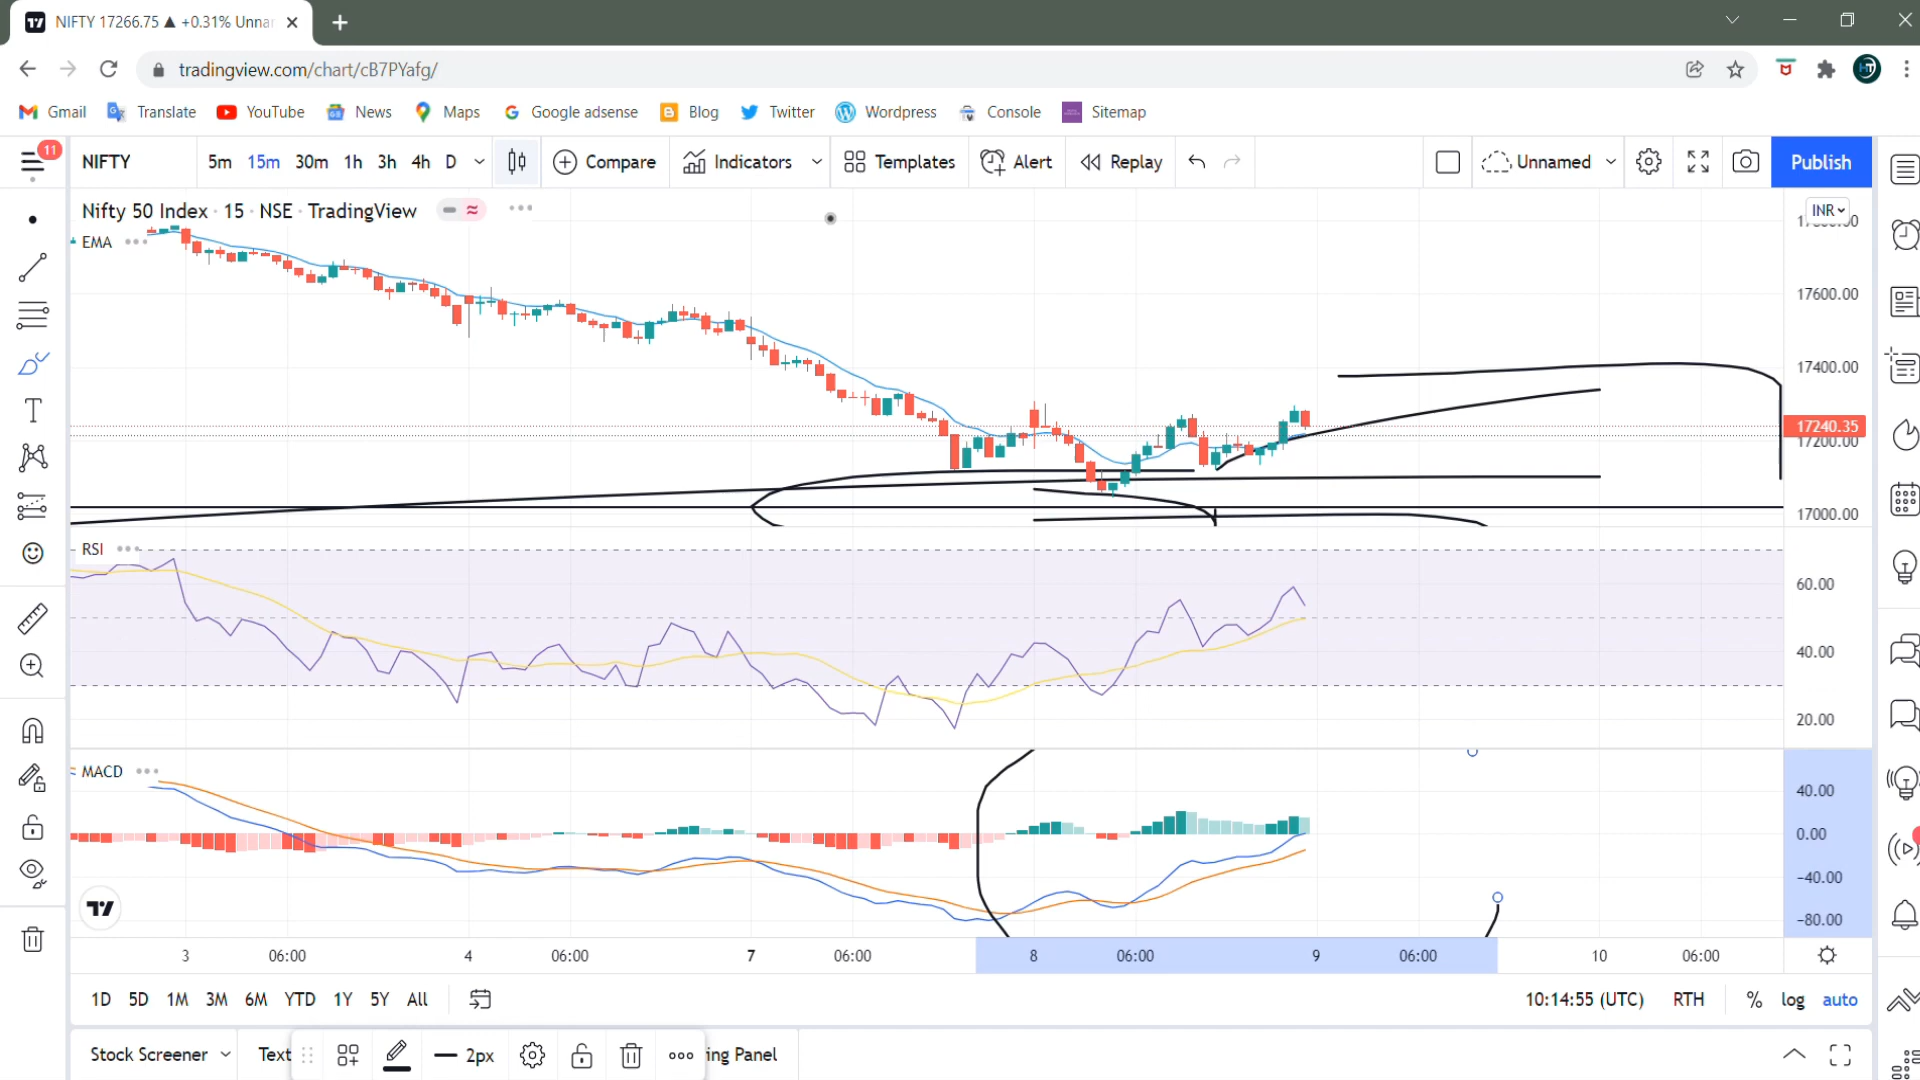 NIFTY 17266.75 ▲ +0.31% Unna
tradingview.com/chart/cB7PYafg/
Gmail Translate YouTube News Maps Google adsense Blog Twitter Wordpress Console Sitemap
11
NIFTY 5m 15m 30m 1h 3h 4h D Compare Indicators Templates Alert Replay Unnamed Publish
Nifty 50 Index · 15 · NSE · TradingView
INR
EMA
17600.00
17400.00
17240.35
17200.00
17000.00
RSI
60.00
40.00
20.00
MACD
40.00
0.00
−40.00
−80.00
3 06:00 4 06:00 7 06:00 8 06:00 9 06:00 10 06:00
1D 5D 1M 3M 6M YTD 1Y 5Y All 10:14:55 (UTC) RTH % log auto
Stock Screener Text 2px ing Panel